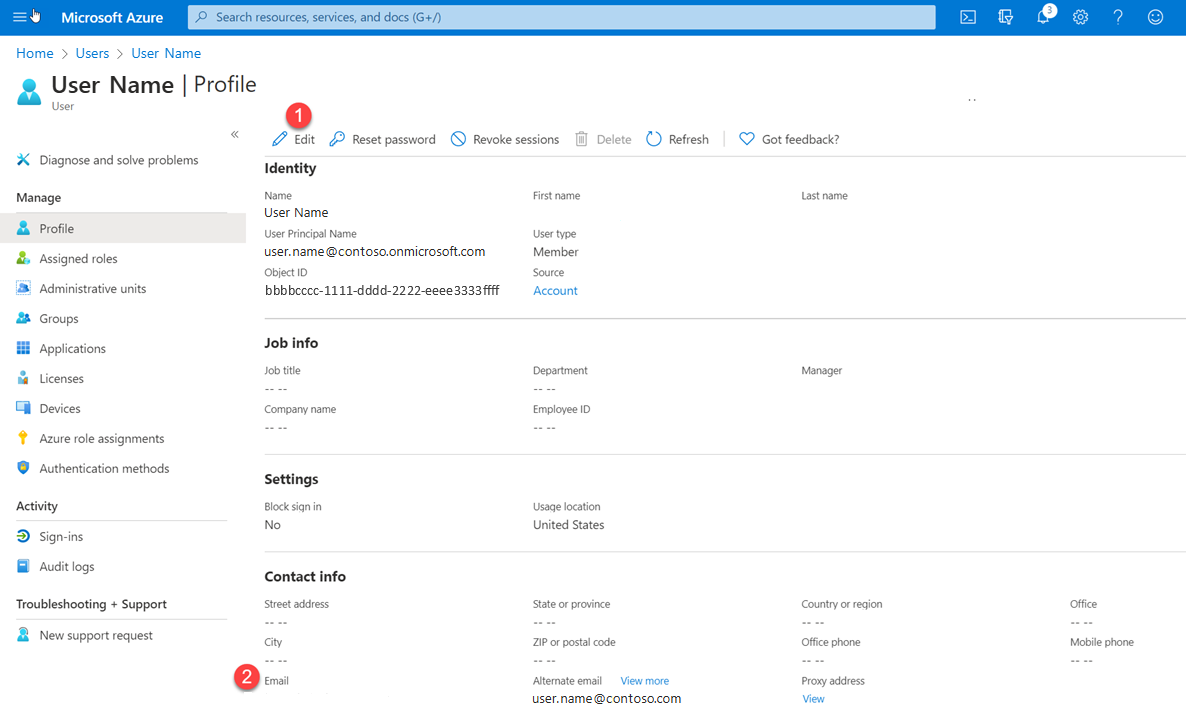 Microsoft Azure
Search resources, services, and docs (G+/)
3
Home > Users > User Name
User Name | Profile
User
..
«
1
Edit Reset password Revoke sessions Delete Refresh Got feedback?
Diagnose and solve problems
Manage
Profile
Assigned roles
Administrative units
Groups
Applications
Licenses
Devices
Azure role assignments
Authentication methods
Activity
Sign-ins
Audit logs
Troubleshooting + Support
New support request
Identity
Name First name Last name
User Name
User Principal Name User type
user.name@contoso.onmicrosoft.com Member
Object ID Source
bbbbcccc-1111-dddd-2222-eeee3333ffff Account
Job info
Job title Department Manager
-- -- -- --
Company name Employee ID
-- -- -- --
Settings
Block sign in Usage location
No United States
Contact info
Street address State or province Country or region Office
-- -- -- -- -- -- -- --
City ZIP or postal code Office phone Mobile phone
-- -- -- -- -- -- -- --
2
Email Alternate email View more Proxy address
user.name@contoso.com View